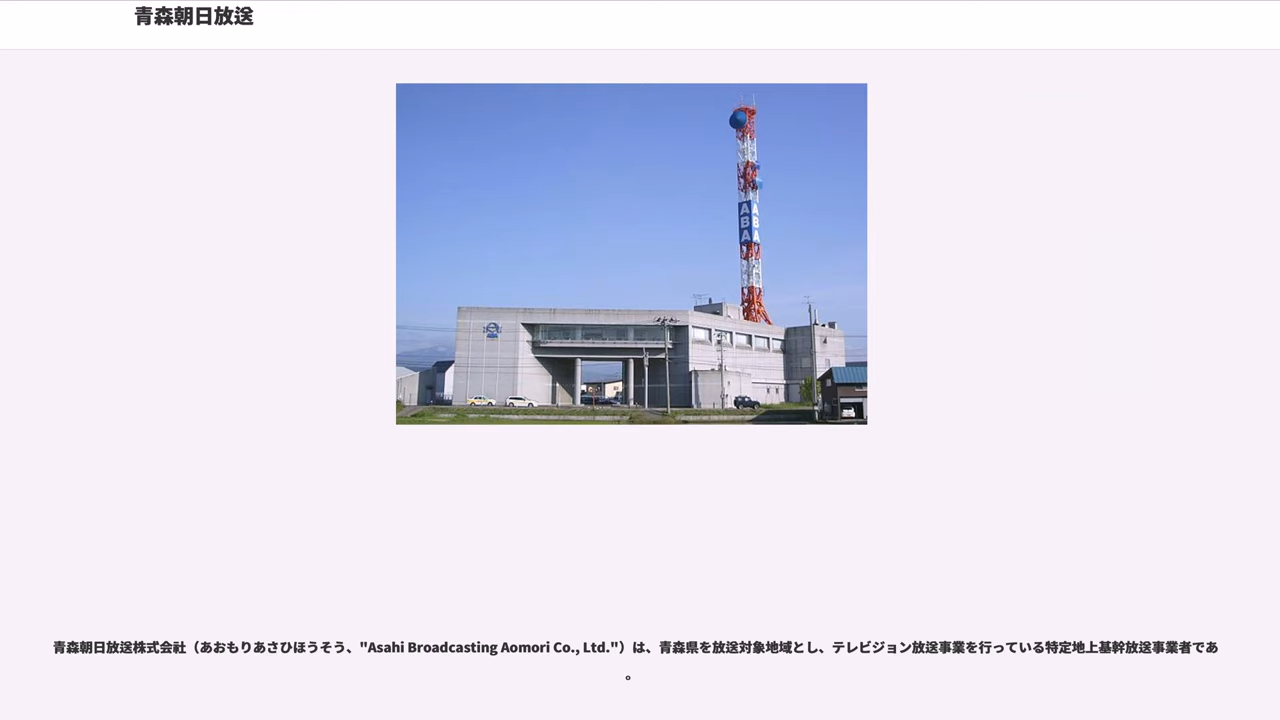 青森朝日放送
ABA
ABA
青森朝日放送株式会社（あおもりあさひほうそう、"Asahi Broadcasting Aomori Co., Ltd."）は、青森県を放送対象地域とし、テレビジョン放送事業を行っている特定地上基幹放送事業者であ
。